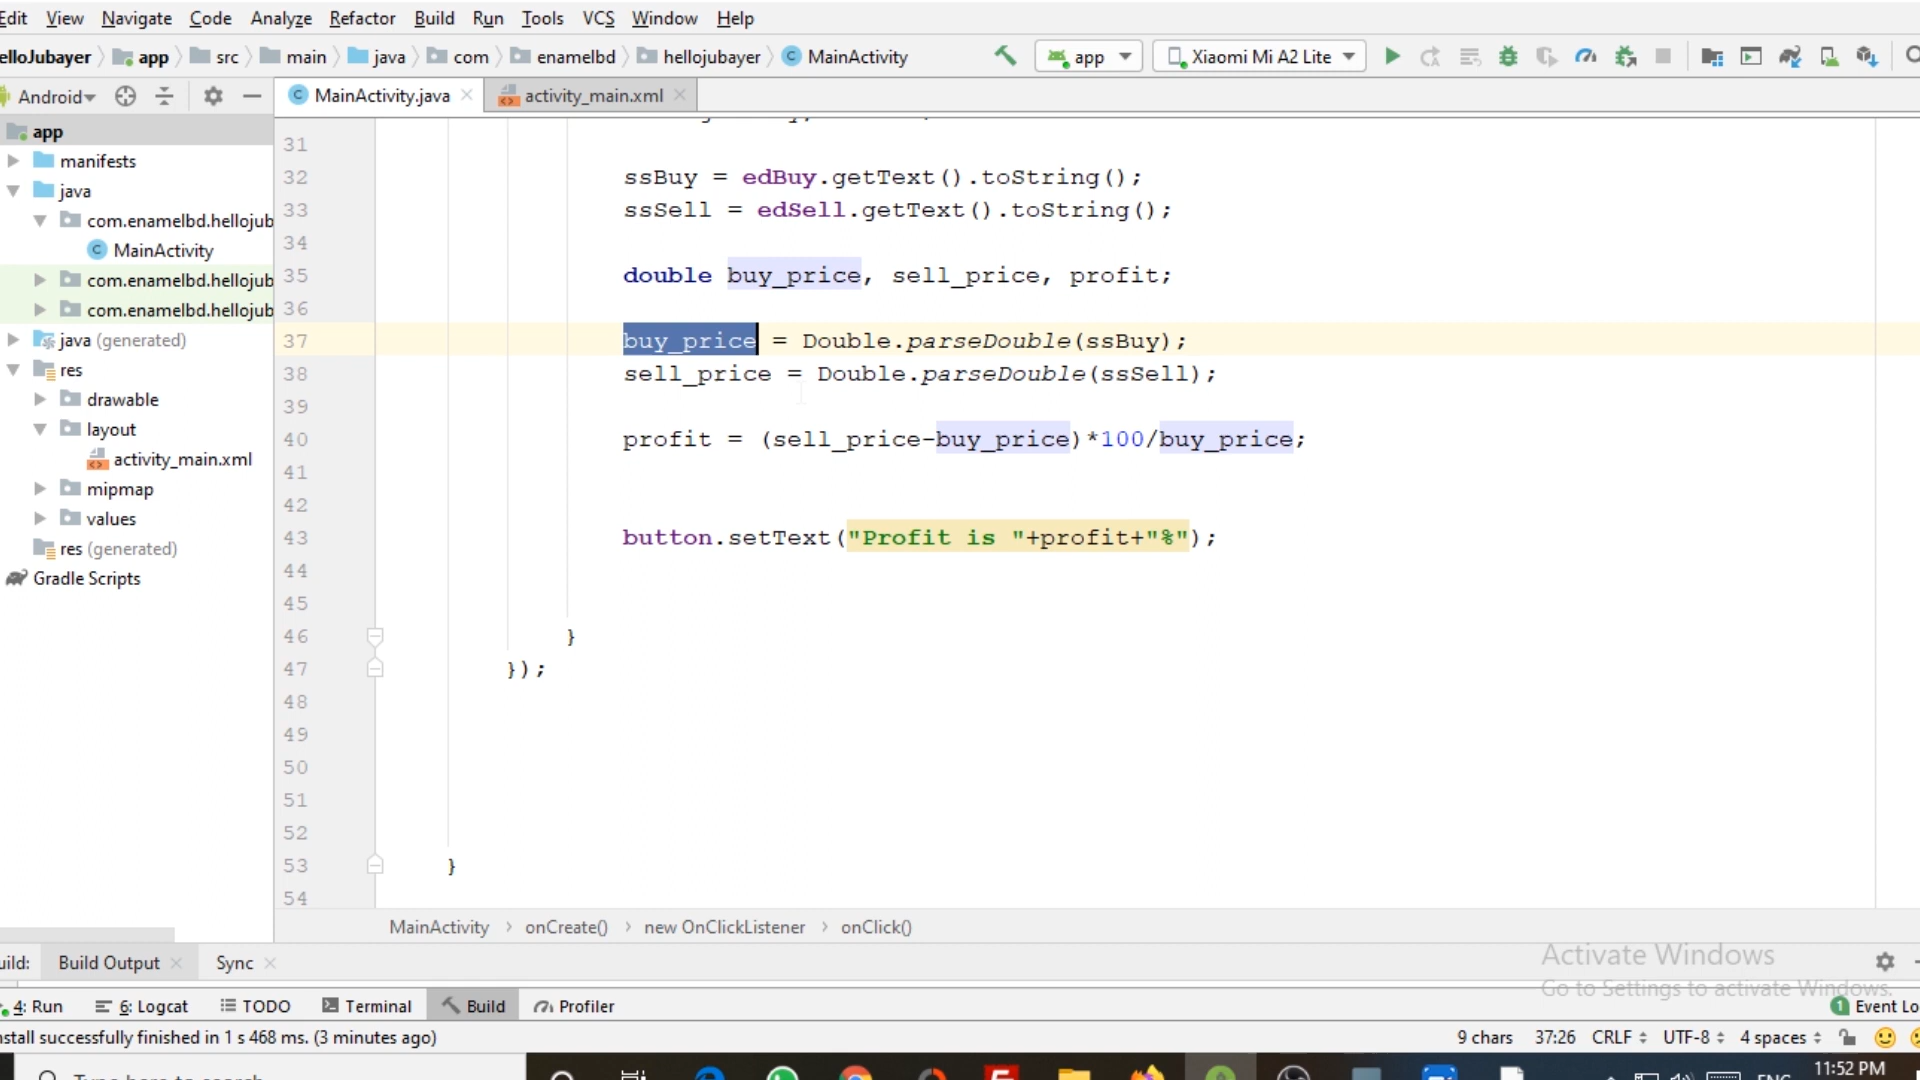 Edit View Navigate Code Analyze Refactor Build Run Tools VCS Window Help
elloJubayer app src main java com enamelbd hellojubayer MainActivity app Xiaomi Mi A2 Lite
Android MainActivity.java activity_main.xml
app
manifests
java
com.enamelbd.hellojub
MainActivity
com.enamelbd.hellojub
com.enamelbd.hellojub
java (generated)
res
drawable
layout
activity_main.xml
mipmap
values
res (generated)
Gradle Scripts
31
32 ssBuy = edBuy.getText().toString();
33 ssSell = edSell.getText().toString();
34
35 double buy_price, sell_price, profit;
36
37 buy_price = Double.parseDouble(ssBuy);
38 sell_price = Double.parseDouble(ssSell);
39
40 profit = (sell_price-buy_price)*100/buy_price;
41
42
43 button.setText("Profit is "+profit+"%");
44
45
46 }
47 });
48
49
50
51
52
53 }
54
MainActivity onCreate() new OnClickListener onClick()
Activate Windows
Go to Settings to activate Windows.
uild: Build Output Sync
4: Run 6: Logcat TODO Terminal Build Profiler 1 Event Lo
nstall successfully finished in 1 s 468 ms. (3 minutes ago) 9 chars 37:26 CRLF UTF-8 4 spaces
Type here to search ENG 11:52 PM